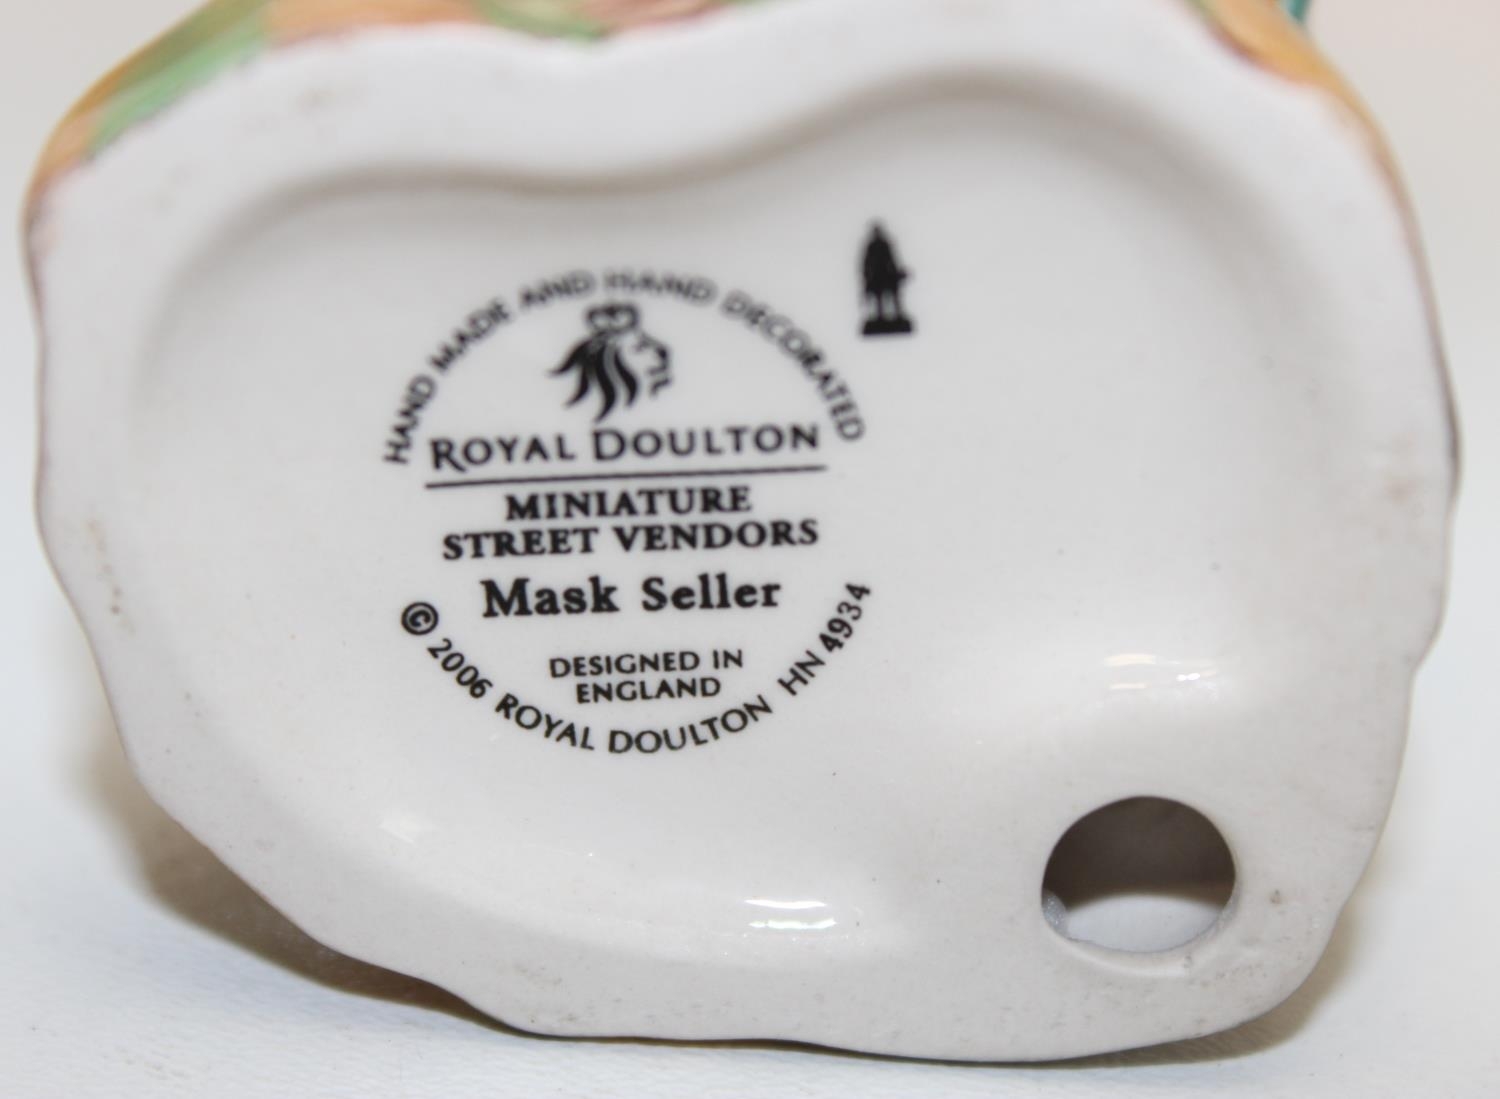 HAND MADE AND HAND DECORATED
ROYAL DOULTON
MINIATURE
STREET VENDORS
Mask Seller
DESIGNED IN
ENGLAND
© 2006 ROYAL DOULTON HN 4934